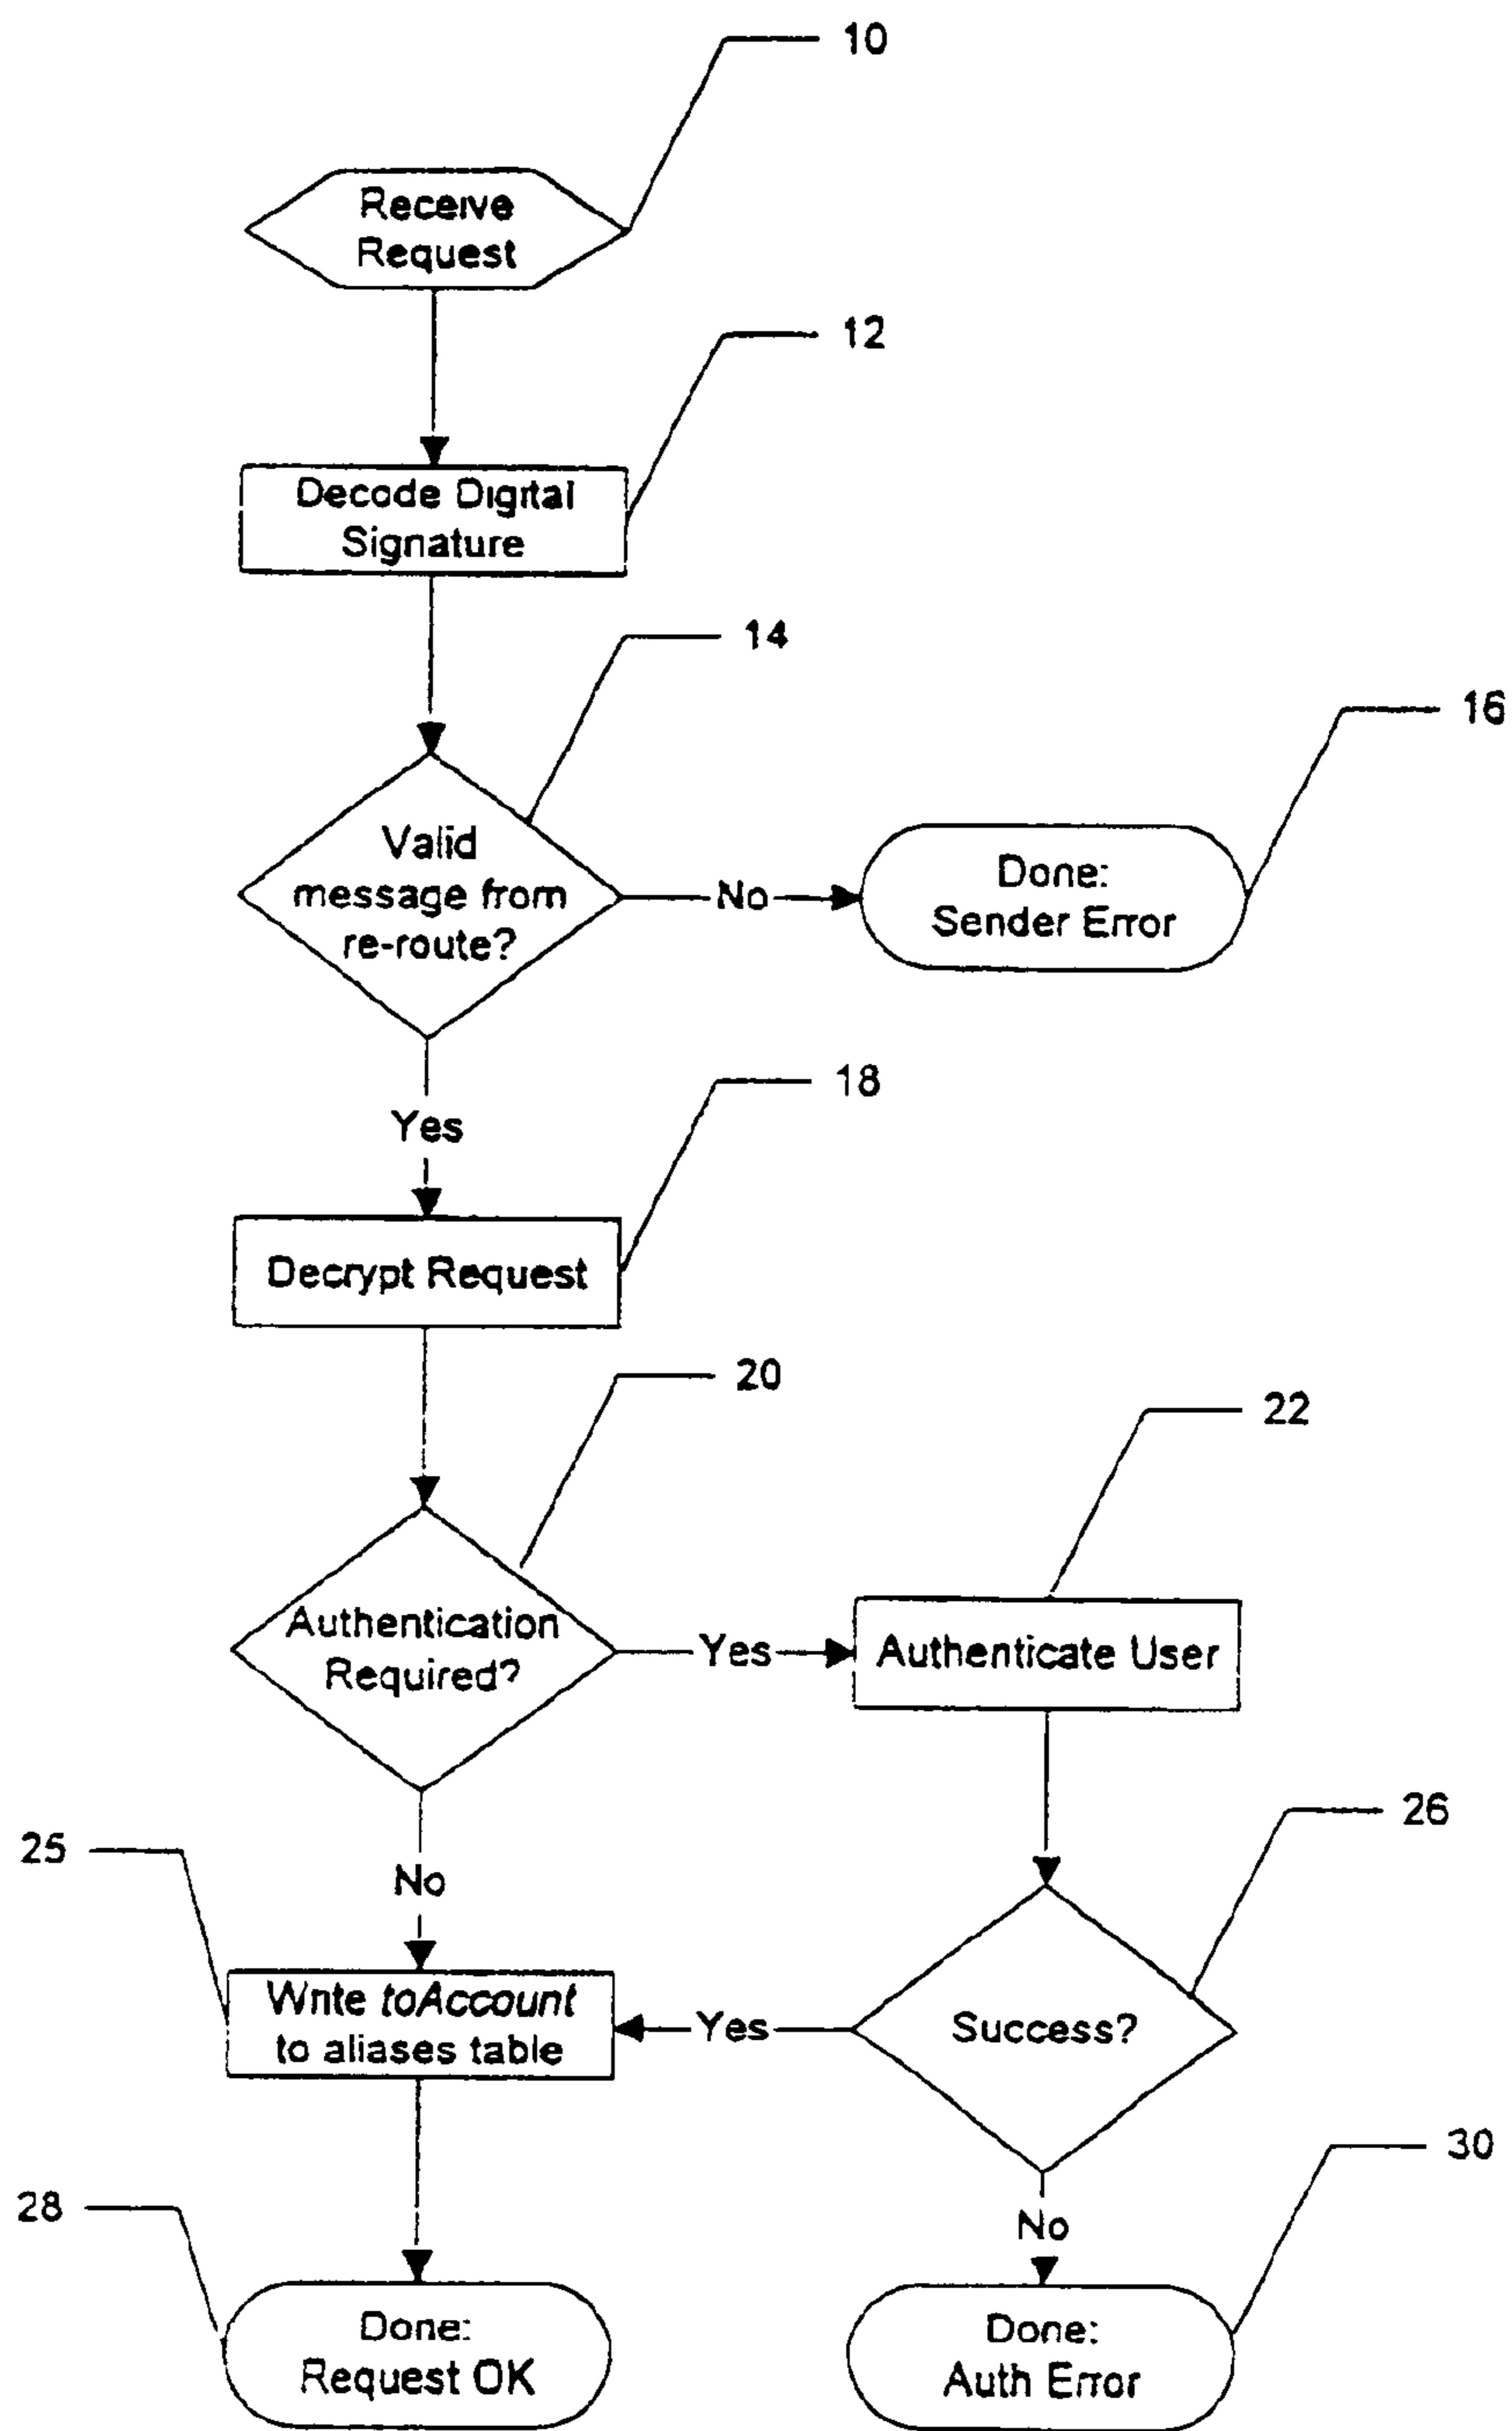 10
Receive
Request
12
Decode Digital
Signature
14
16
Valid
message from
re-route?
No
Done:
Sender Error
Yes
18
Decrypt Request
20
22
Authentication
Required?
Yes
Authenticate User
25
No
26
Write toAccount
to aliases table
Yes
Success?
28
No
30
Done:
Request OK
Done:
Auth Error